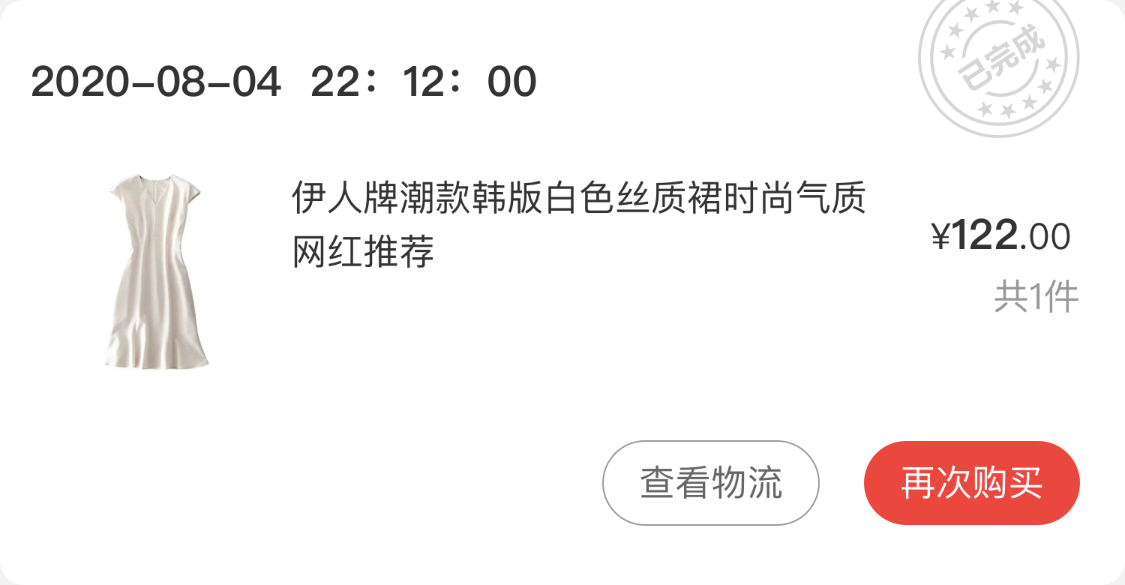 已完成
2020-08-04 22：12：00
伊人牌潮款韩版白色丝质裙时尚气质
网红推荐
¥122.00
共1件
查看物流
再次购买